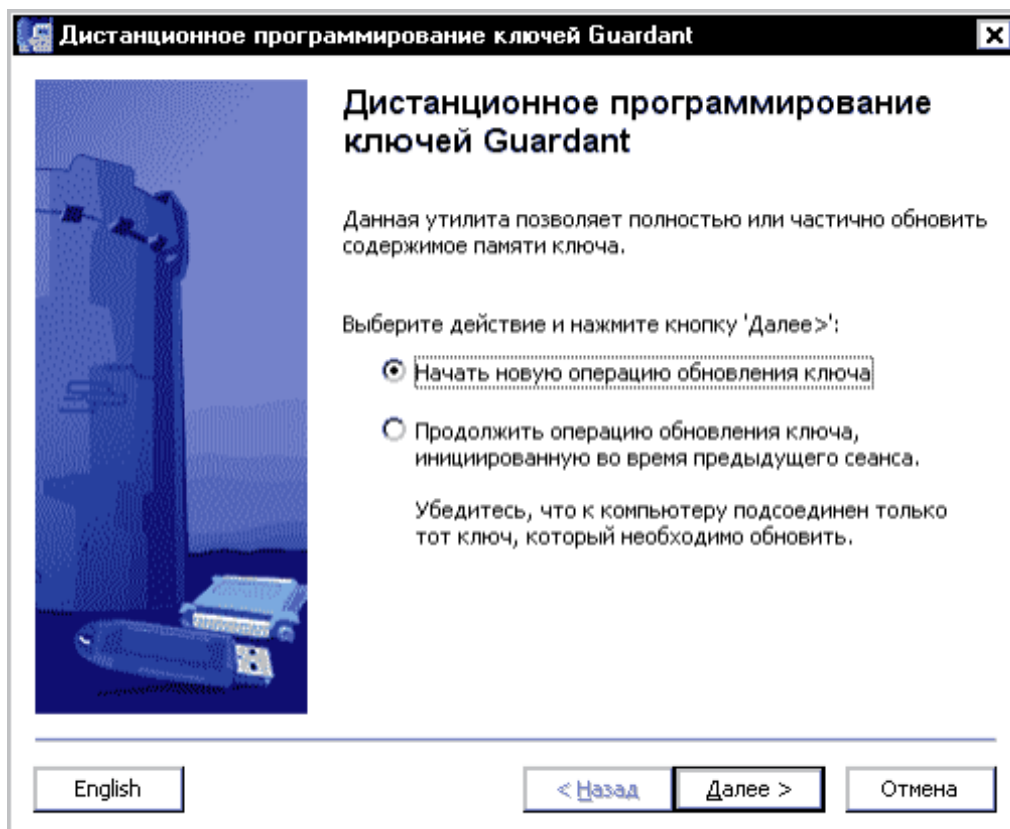 Дистанционное программирование ключей Guardant
Дистанционное программирование
ключей Guardant
Данная утилита позволяет полностью или частично обновить
содержимое памяти ключа.
Выберите действие и нажмите кнопку 'Далее>':
Начать новую операцию обновления ключа
Продолжить операцию обновления ключа,
инициированную во время предыдущего сеанса.
Убедитесь, что к компьютеру подсоединен только
тот ключ, который необходимо обновить.
English
< Назад
Далее >
Отмена